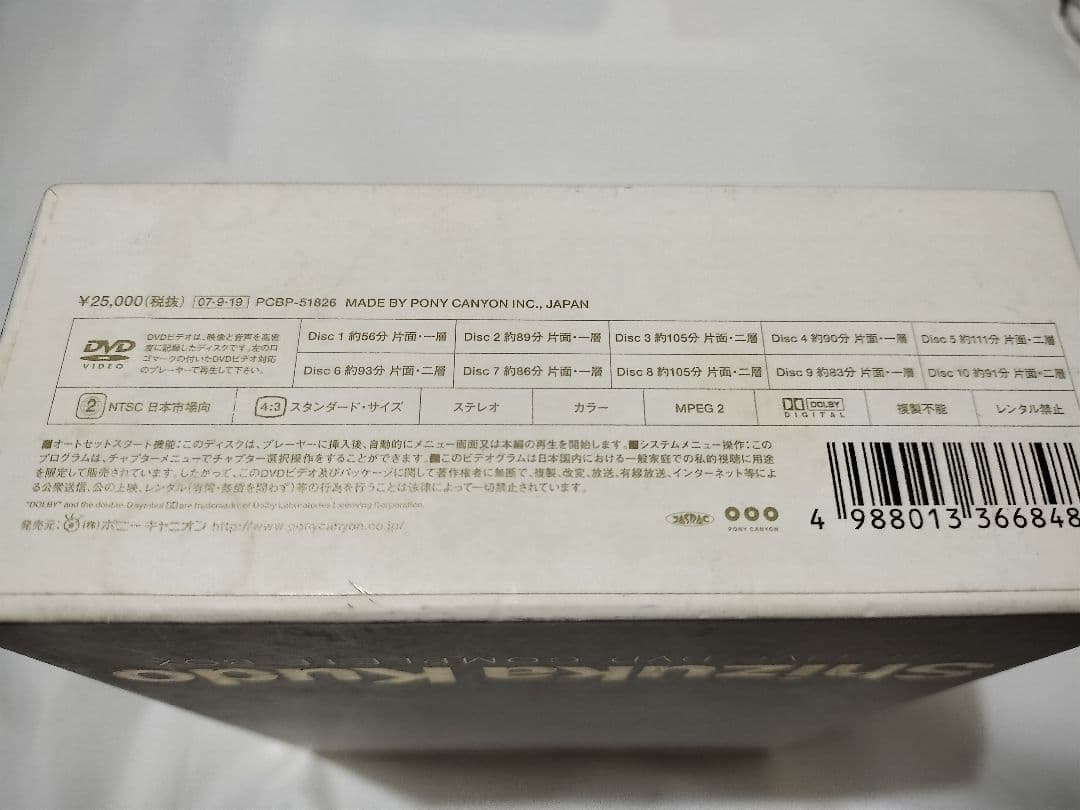 ¥25,000(税抜) 07-9-19 PCBP-51826 MADE BY PONY CANYON INC., JAPAN
DVD
VIDEO
DVDビデオは、映像と音声を高密
度に記録したディスクです。左のロ
ゴマークの付いたDVDビデオ対応
のプレーヤーで再生して下さい。
Disc 1 約56分 片面・一層 Disc 2 約89分 片面・一層 Disc 3 約105分 片面・二層 Disc 4 約90分 片面・一層 Disc 5 約111分 片面・二層
Disc 6 約93分 片面・二層 Disc 7 約86分 片面・一層 Disc 8 約105分 片面・二層 Disc 9 約83分 片面・一層 Disc 10 約91分 片面・二層
2 NTSC 日本市場向 4:3 スタンダード・サイズ ステレオ カラー MPEG 2 DOLBY DIGITAL 複製不能 レンタル禁止
■オートセットスタート機能:このディスクは、プレーヤーに挿入後、自動的にメニュー画面又は本編の再生を開始します。■システムメニュー操作:この
プログラムは、チャプターメニューでチャプター選択操作をすることができます。■このビデオグラムは日本国内における一般家庭での私的視聴に用途
を限定して販売されています。したがって、このDVDビデオ及びパッケージに関して著作権者に無断で、複製、改変、放送、有線放送、インターネット等によ
る公衆送信、公の上映、レンタル(有償・無償を問わず)等の行為を行うことは法律によって一切禁止されています。
"DOLBY" and the double-D symbol are trademarks of Dolby Laboratories Licensing Corporation.
発売元: (株)ポニーキャニオン http://www.ponycanyon.co.jp/
JASRAC
PONY CANYON
4 988013 366848
DVD COMPLETE BOX
Shizuka Kudo